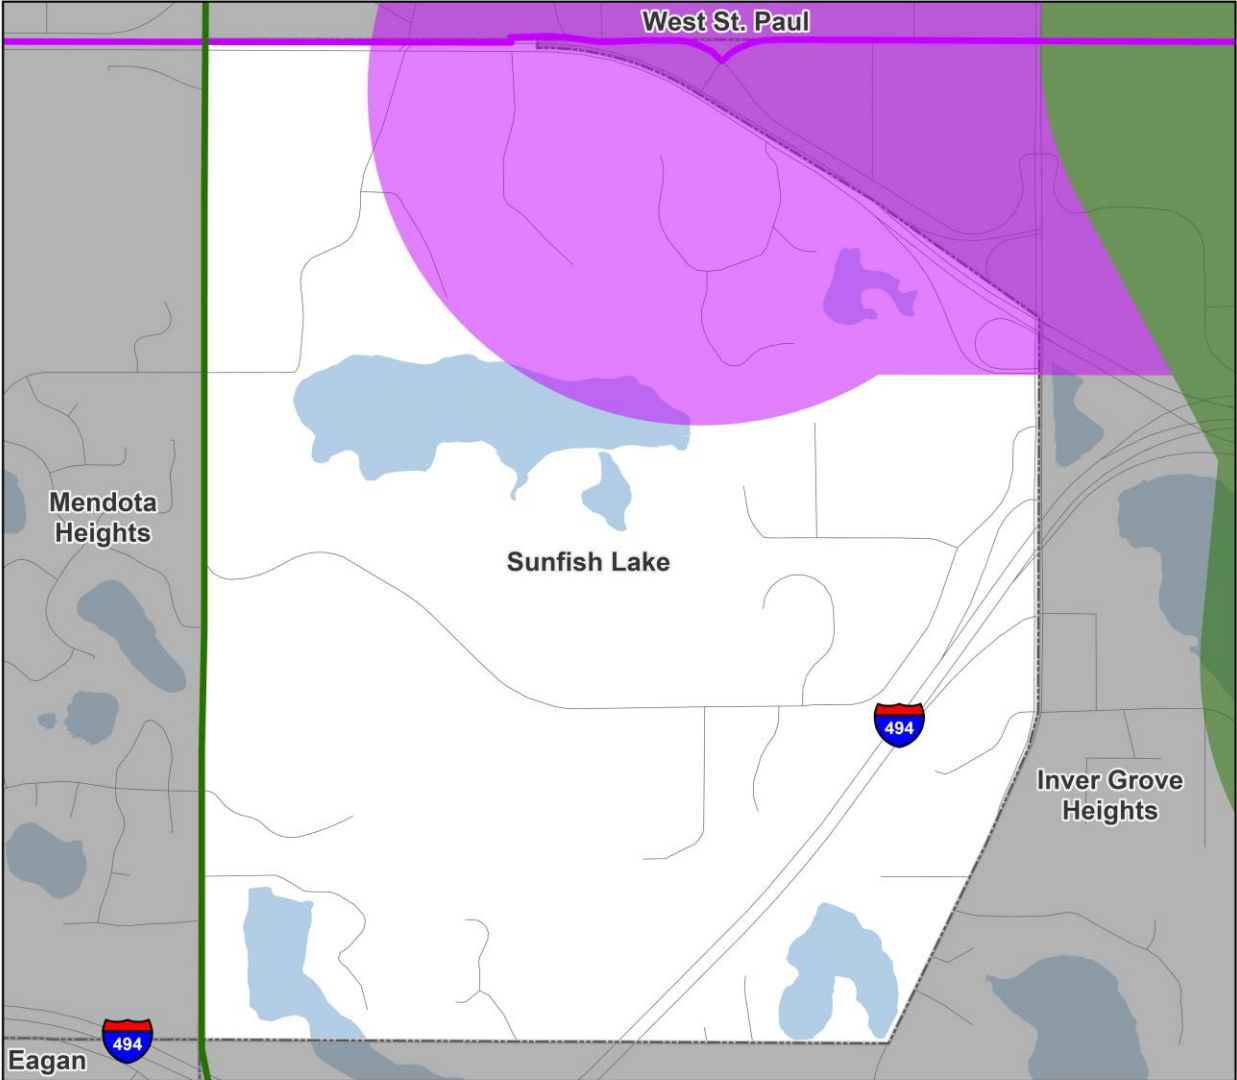 West St. Paul
Mendota
Heights
Sunfish Lake
494
Inver Grove
Heights
494
Eagan